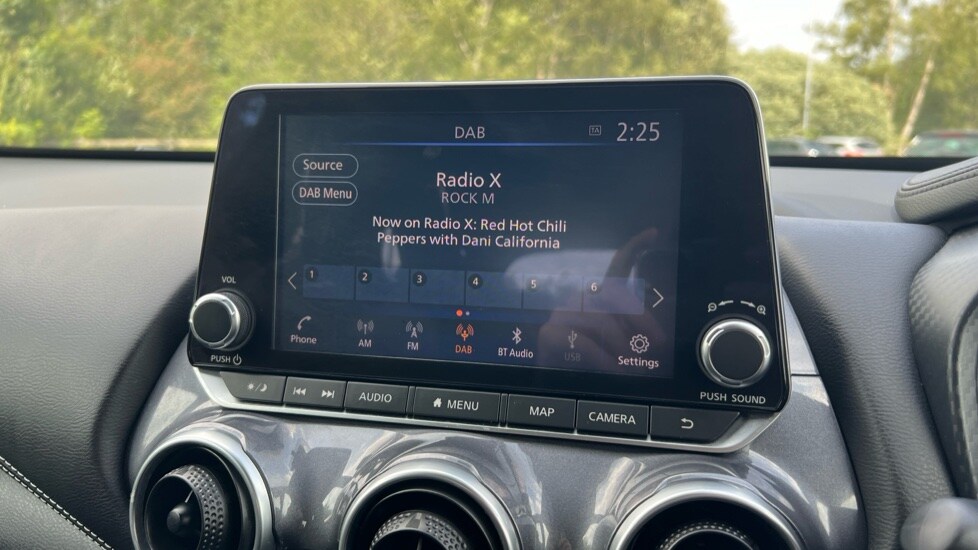 DAB
TA
2:25
Source
DAB Menu
Radio X
ROCK M
Now on Radio X: Red Hot Chili
Peppers with Dani California
1 2 3 4 5 6
Phone AM FM DAB BT Audio USB Settings
VOL
PUSH
PUSH SOUND
AUDIO MENU MAP CAMERA